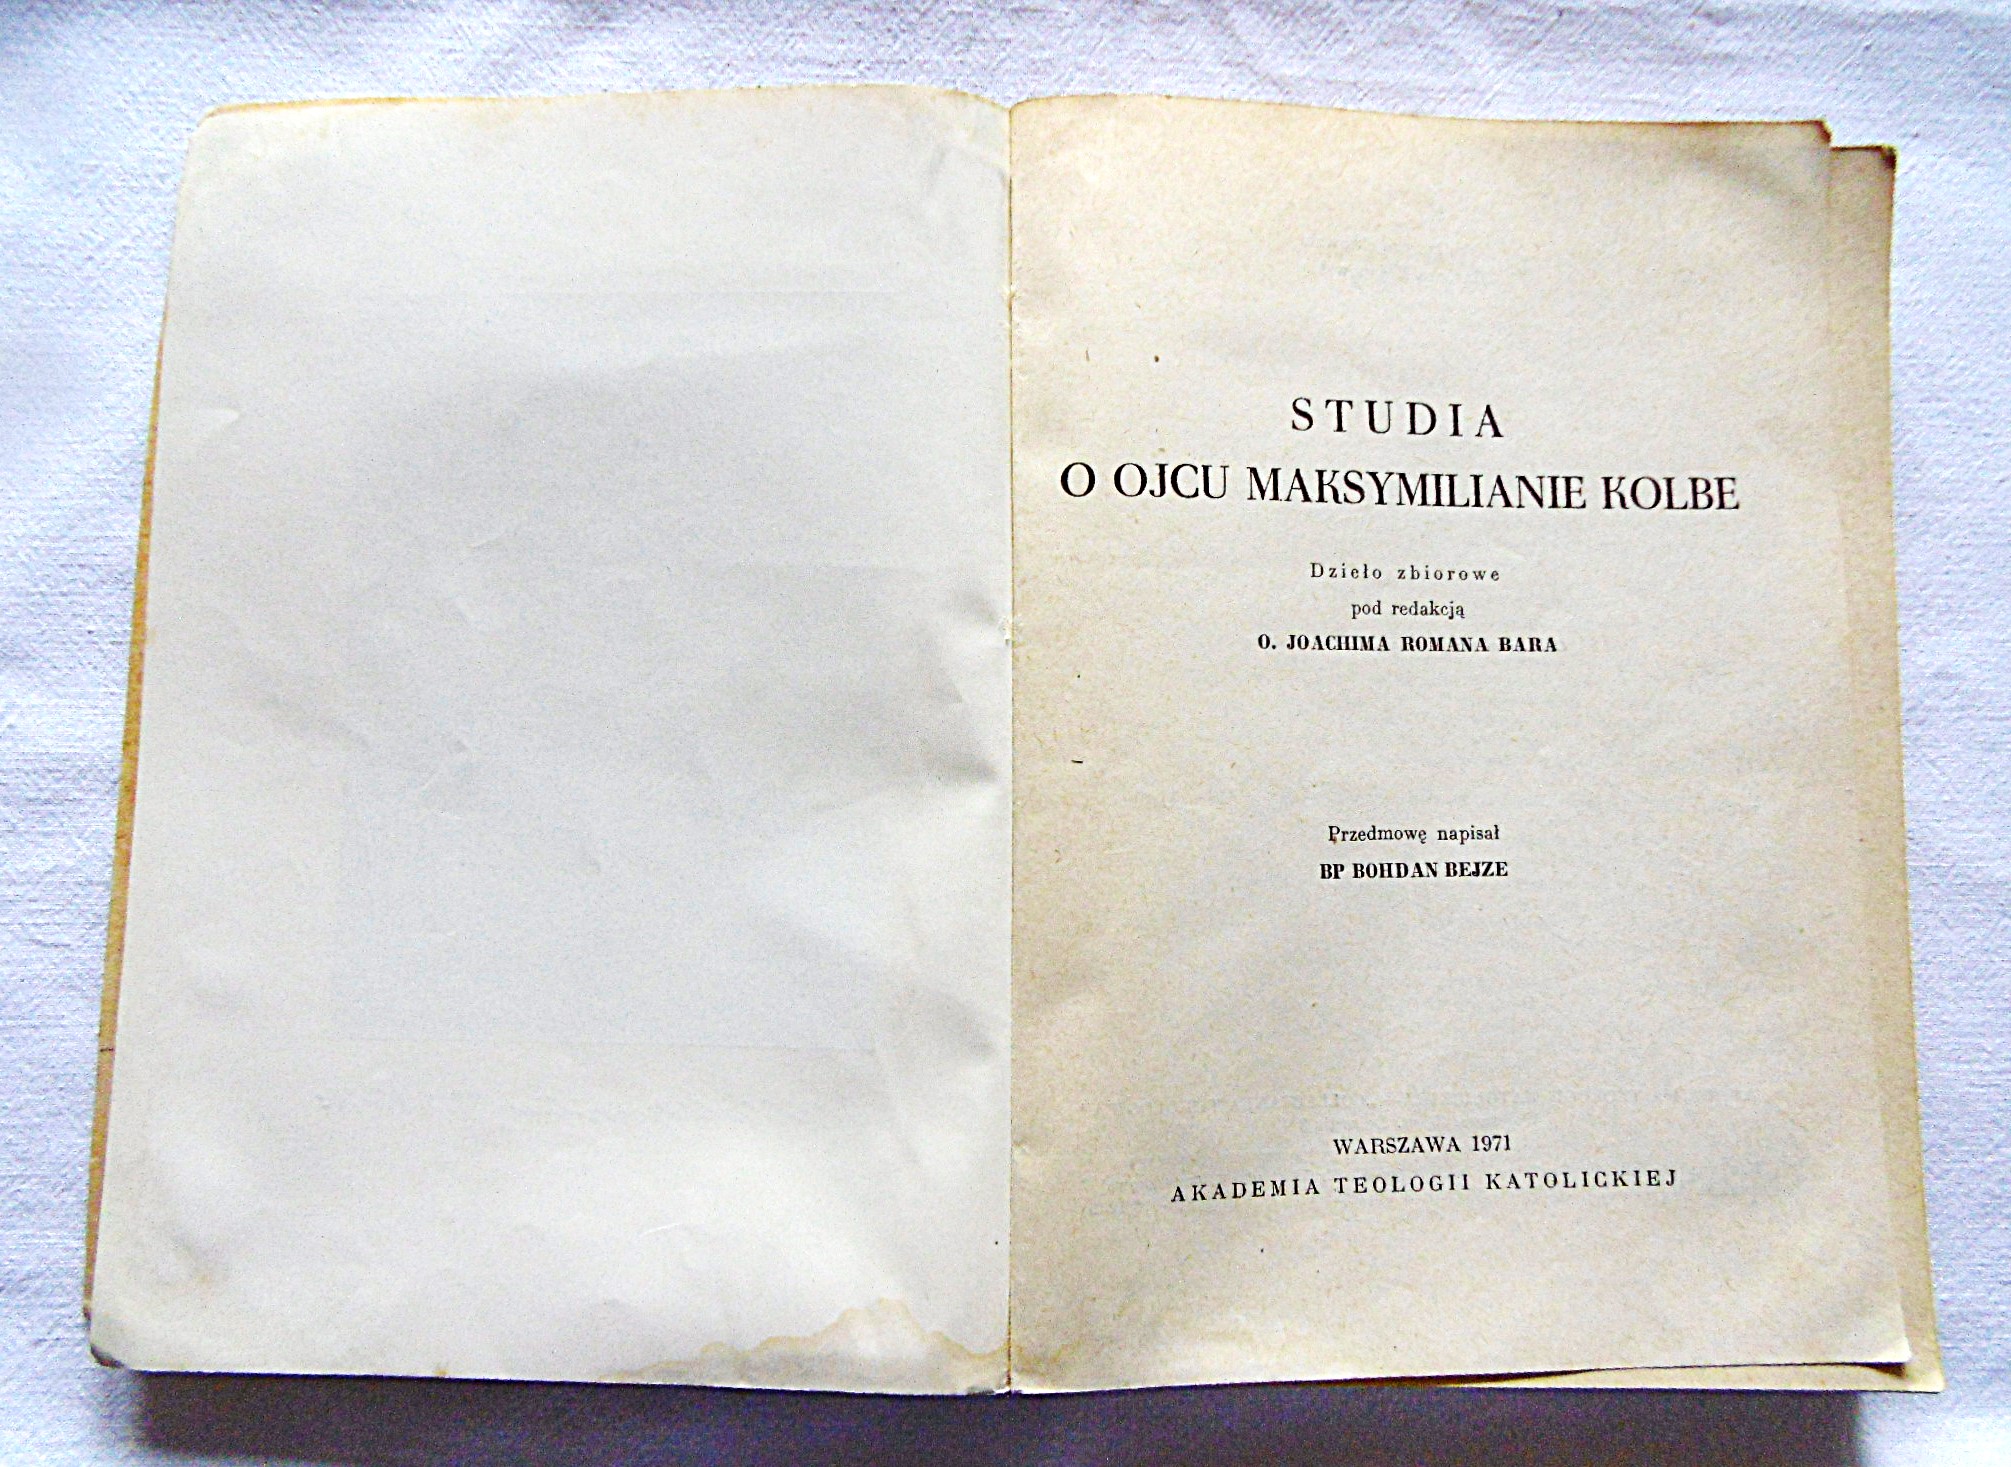 STUDIA
O OJCU MAKSYMILIANIE KOLBE
Dzieło zbiorowe
pod redakcją
O. JOACHIMA ROMANA BARA
Przedmowę napisał
BP BOHDAN BEJZE
WARSZAWA 1971
AKADEMIA TEOLOGII KATOLICKIEJ